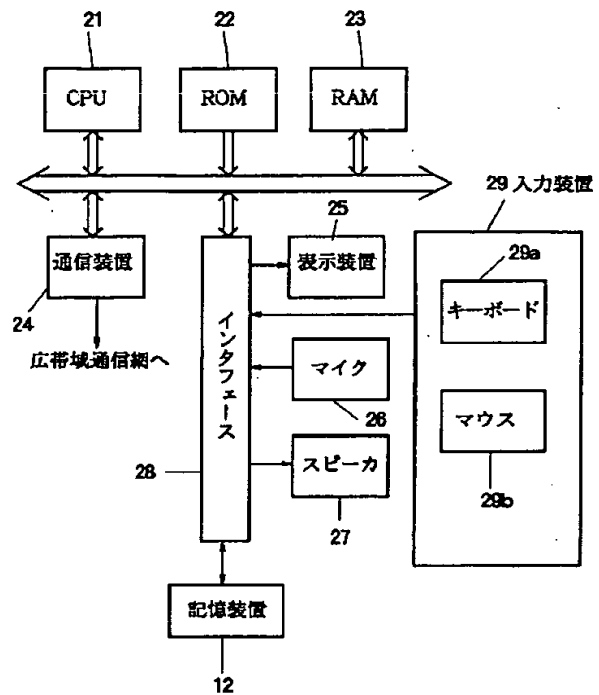 21
22
23
CPU
ROM
RAM
25
29 入力装置
通信装置
表示装置
29a
24
キーボード
広帯域通信網へ
インタフェース
マイク
26
マウス
28
スピーカ
29b
27
記憶装置
12